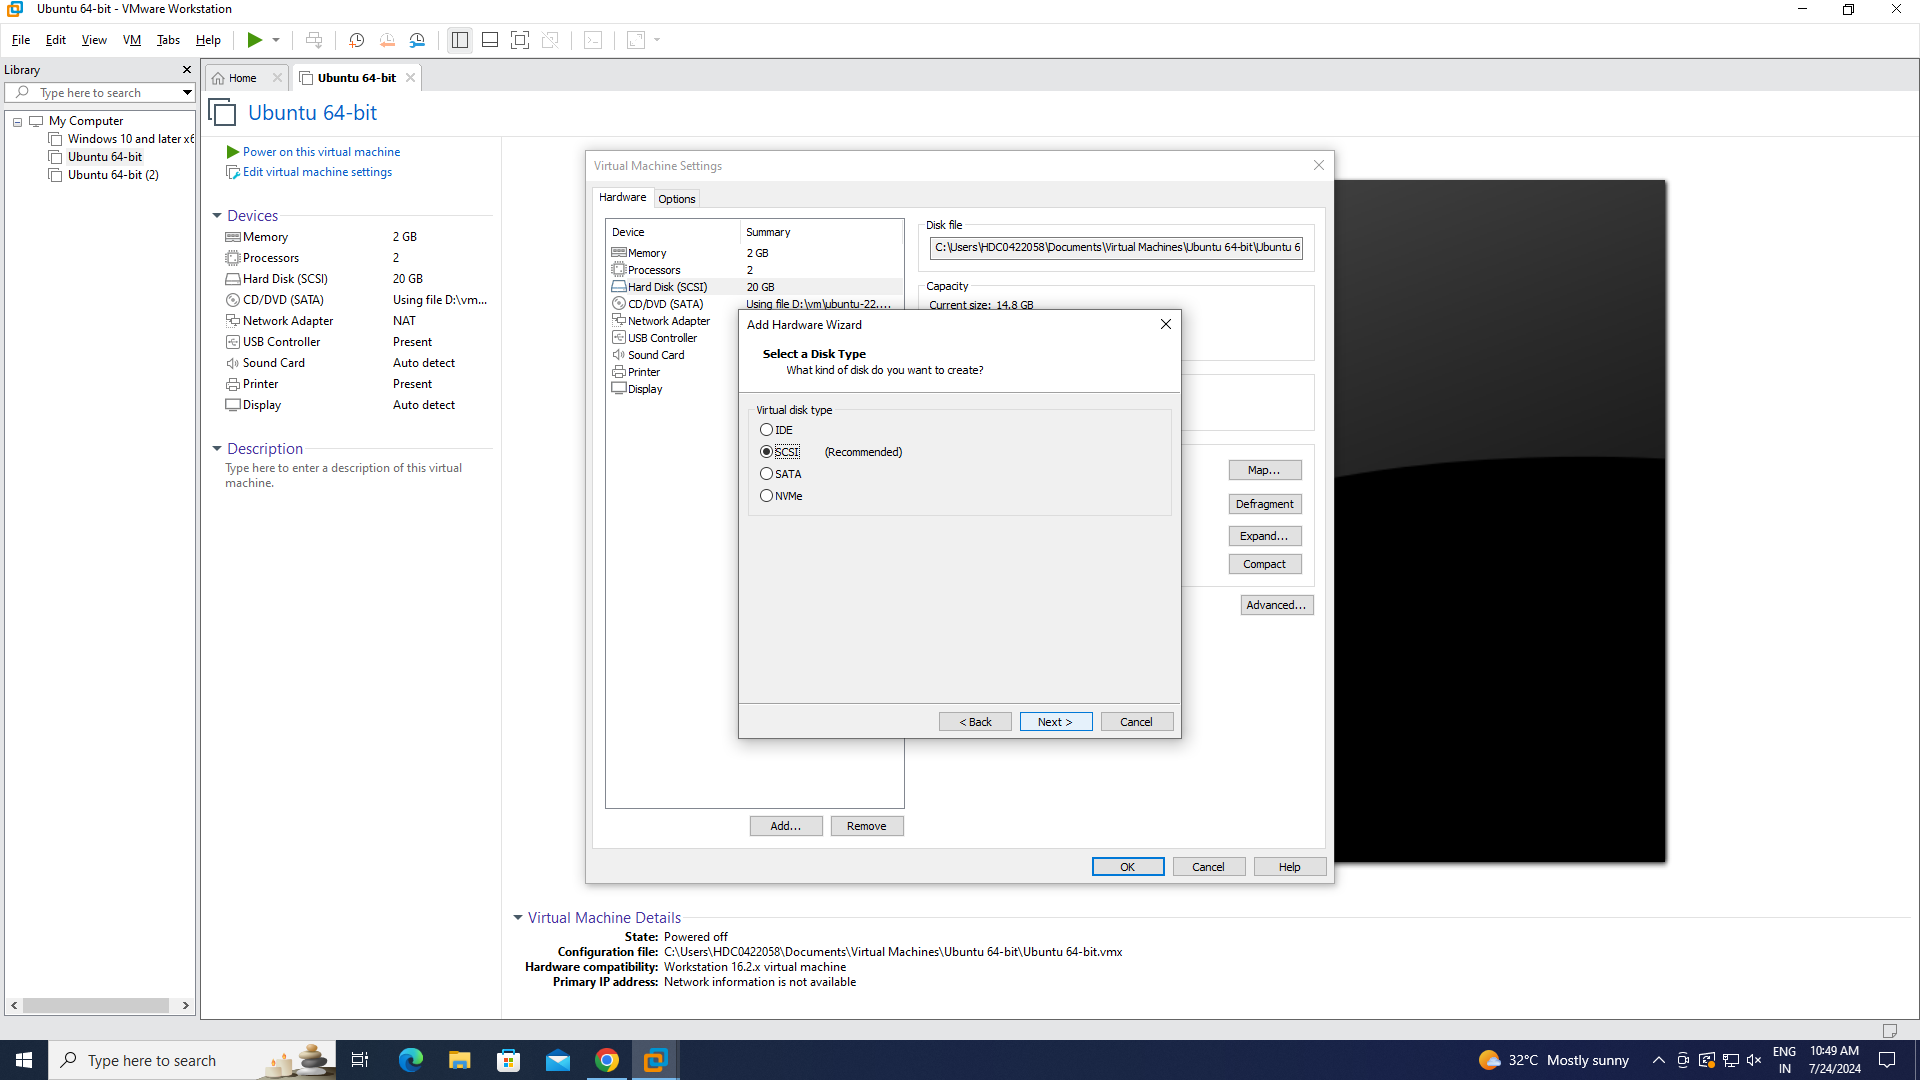 Ubuntu 64-bit - VMware Workstation
File Edit View VM Tabs Help
Library
Type here to search
My Computer
Windows 10 and later x6
Ubuntu 64-bit
Ubuntu 64-bit (2)
Home
Ubuntu 64-bit
Ubuntu 64-bit
Power on this virtual machine
Edit virtual machine settings
Devices
Memory 2 GB
Processors 2
Hard Disk (SCSI) 20 GB
CD/DVD (SATA) Using file D:\vm...
Network Adapter NAT
USB Controller Present
Sound Card Auto detect
Printer Present
Display Auto detect
Description
Type here to enter a description of this virtual
machine.
Virtual Machine Settings
Hardware Options
Device Summary
Memory 2 GB
Processors 2
Hard Disk (SCSI) 20 GB
CD/DVD (SATA) Using file D:\vm\ubuntu-22....
Network Adapter
USB Controller
Sound Card
Printer
Display
Disk file
C:\Users\HDC0422058\Documents\Virtual Machines\Ubuntu 64-bit\Ubuntu 6
Capacity
Current size: 14.8 GB
Add Hardware Wizard
Select a Disk Type
What kind of disk do you want to create?
Virtual disk type
IDE
SCSI (Recommended)
SATA
NVMe
< Back Next > Cancel
Map...
Defragment
Expand...
Compact
Advanced...
Add... Remove
OK Cancel Help
Virtual Machine Details
State: Powered off
Configuration file: C:\Users\HDC0422058\Documents\Virtual Machines\Ubuntu 64-bit\Ubuntu 64-bit.vmx
Hardware compatibility: Workstation 16.2.x virtual machine
Primary IP address: Network information is not available
Type here to search
32°C Mostly sunny
ENG
IN
10:49 AM
7/24/2024